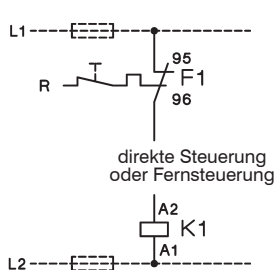 L1
95
F1
R
96
direkte Steuerung
oder Fernsteuerung
A2
K1
A1
L2